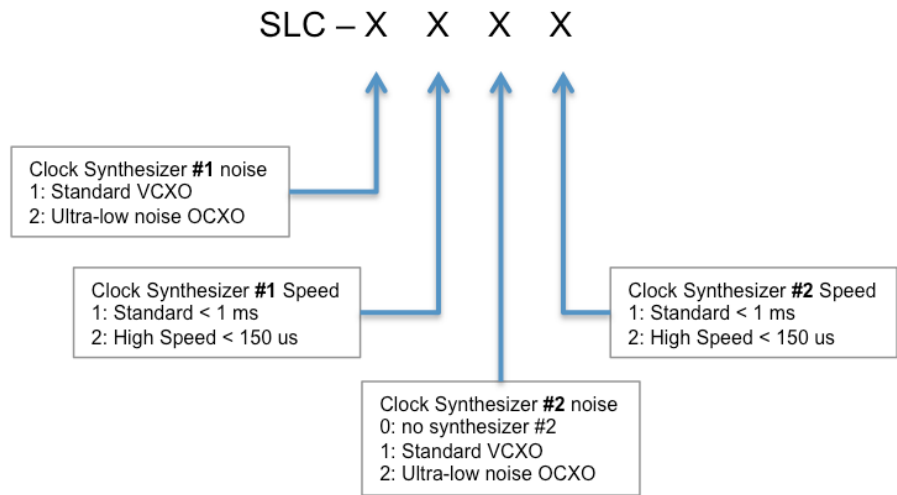 SLC – X X X X
Clock Synthesizer #1 noise
1: Standard VCXO
2: Ultra-low noise OCXO
Clock Synthesizer #1 Speed
1: Standard < 1 ms
2: High Speed < 150 us
Clock Synthesizer #2 Speed
1: Standard < 1 ms
2: High Speed < 150 us
Clock Synthesizer #2 noise
0: no synthesizer #2
1: Standard VCXO
2: Ultra-low noise OCXO